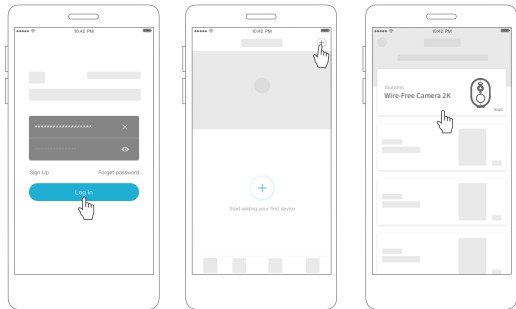 10:42 PM
*******************
Sign Up
Forget password
Log in
10:42 PM
Start adding your first device
10:42 PM
Wire-Free Camera 2K